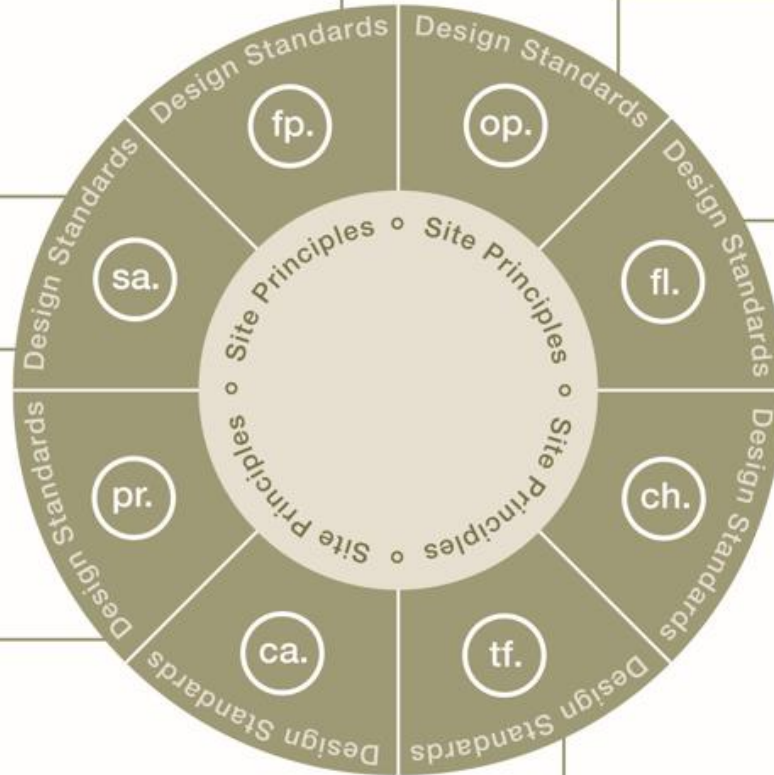 Design Standards
op.
Design Standards
fl.
Design Standards
ch.
Design Standards
tf.
Design Standards
ca.
Design Standards
pr.
Design Standards
sa.
Design Standards
fp.
Site Principles
Site Principles
Site Principles
Site Principles